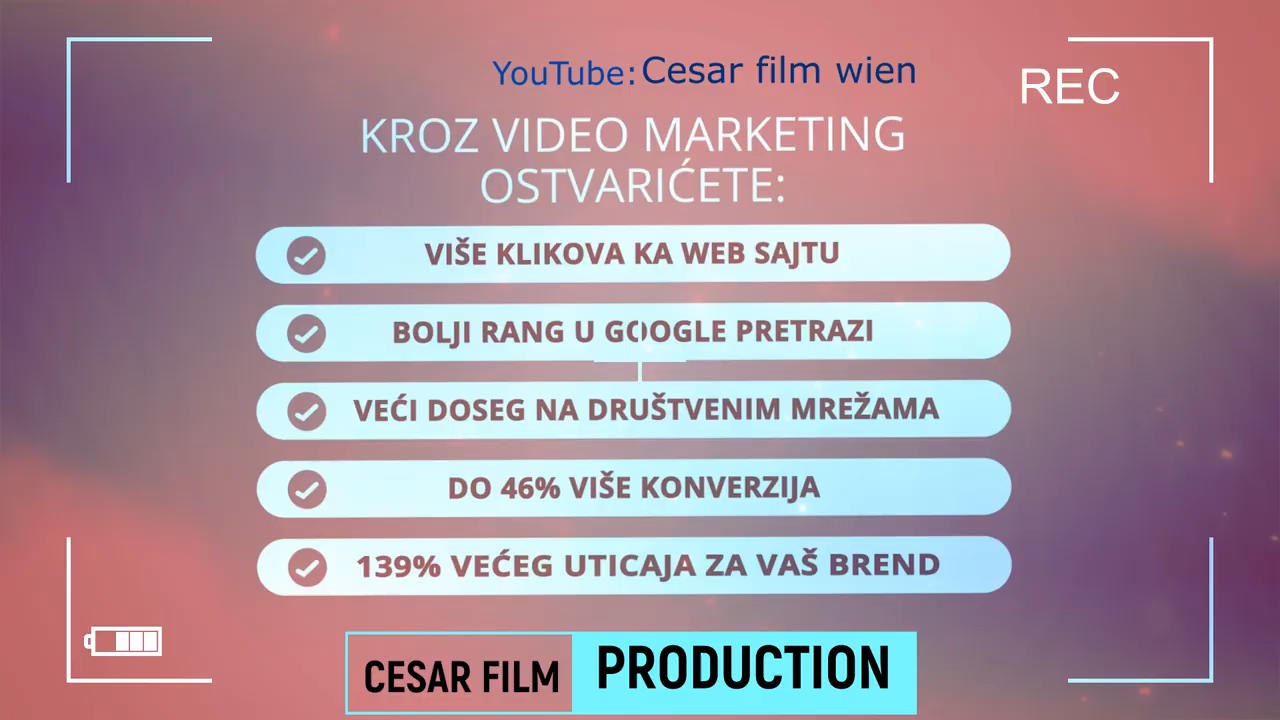 YouTube: Cesar film wien
REC
KROZ VIDEO MARKETING
OSTVARIĆETE:
VIŠE KLIKOVA KA WEB SAJTU
BOLJI RANG U GOOGLE PRETRAZI
VEĆI DOSEG NA DRUŠTVENIM MREŽAMA
DO 46% VIŠE KONVERZIJA
139% VEĆEG UTICAJA ZA VAŠ BREND
CESAR FILM PRODUCTION